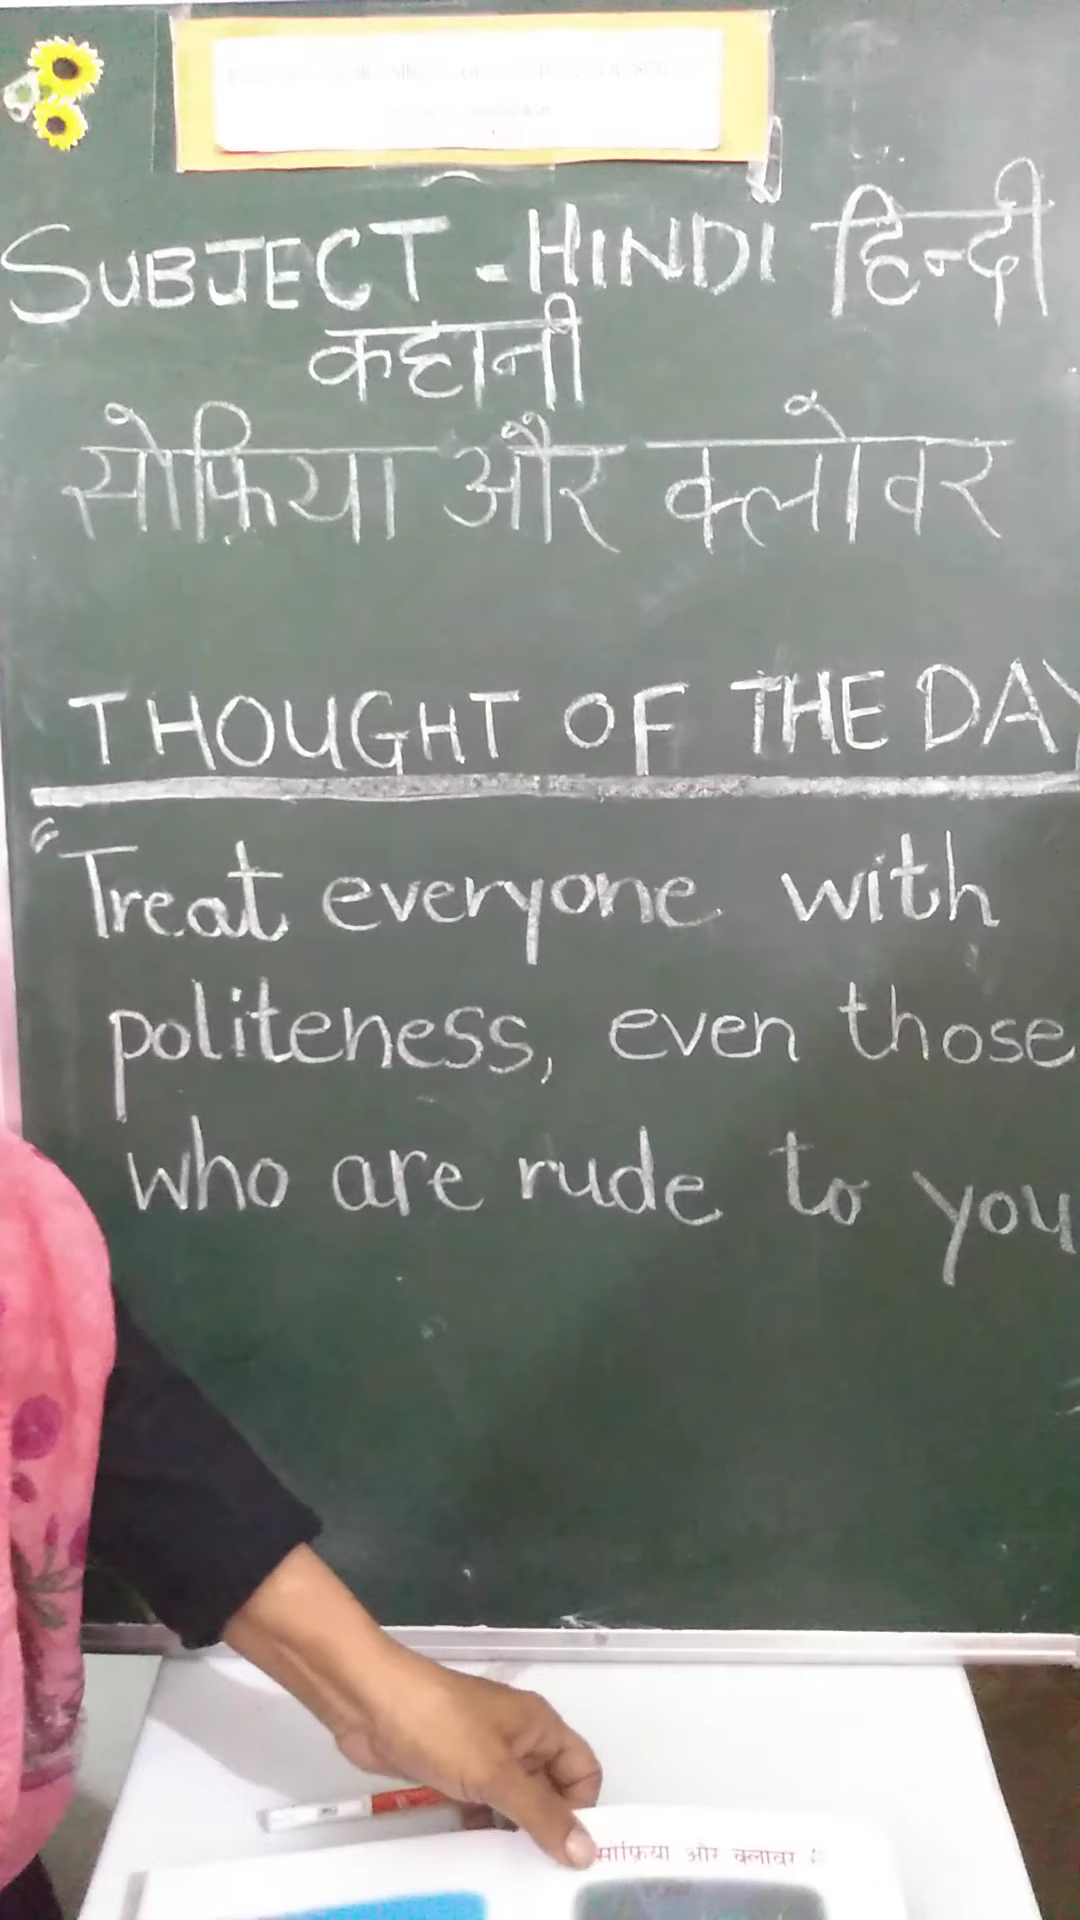 SUBJECT - HINDI हिन्दी
कहानी
सोफ़िया और क्लोवर
THOUGHT OF THE DAY
“Treat everyone with
politeness, even those
who are rude to you
सोफ़िया और क्लोवर